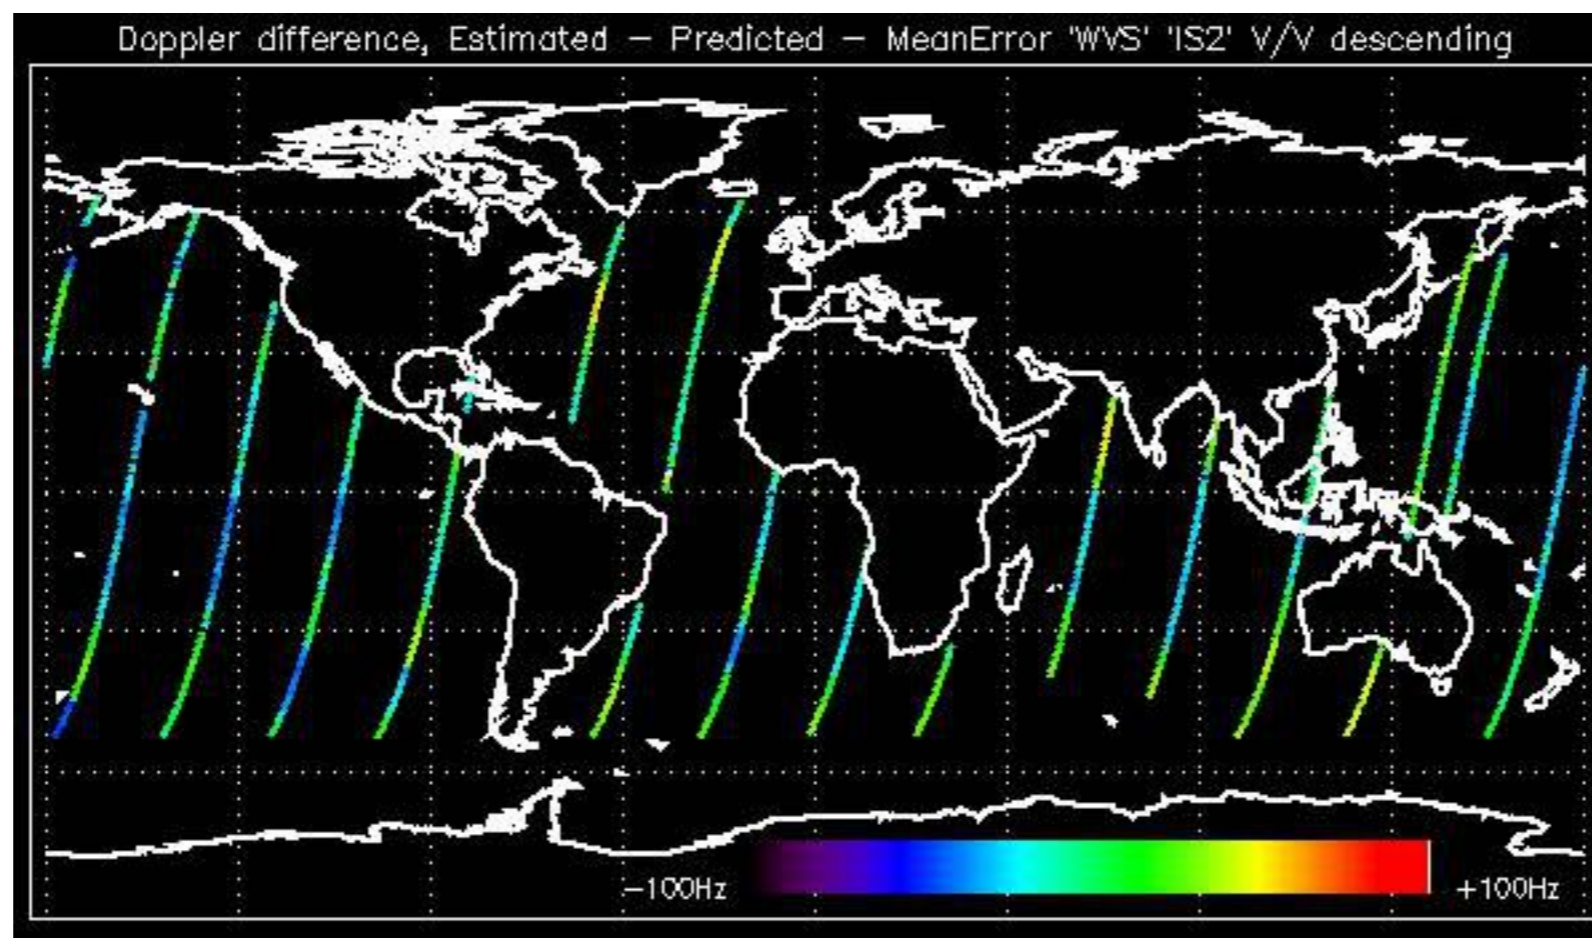 Doppler difference, Estimated — Predicted — MeanError 'WVS' 'IS2' V/V descending
−100Hz
+100Hz